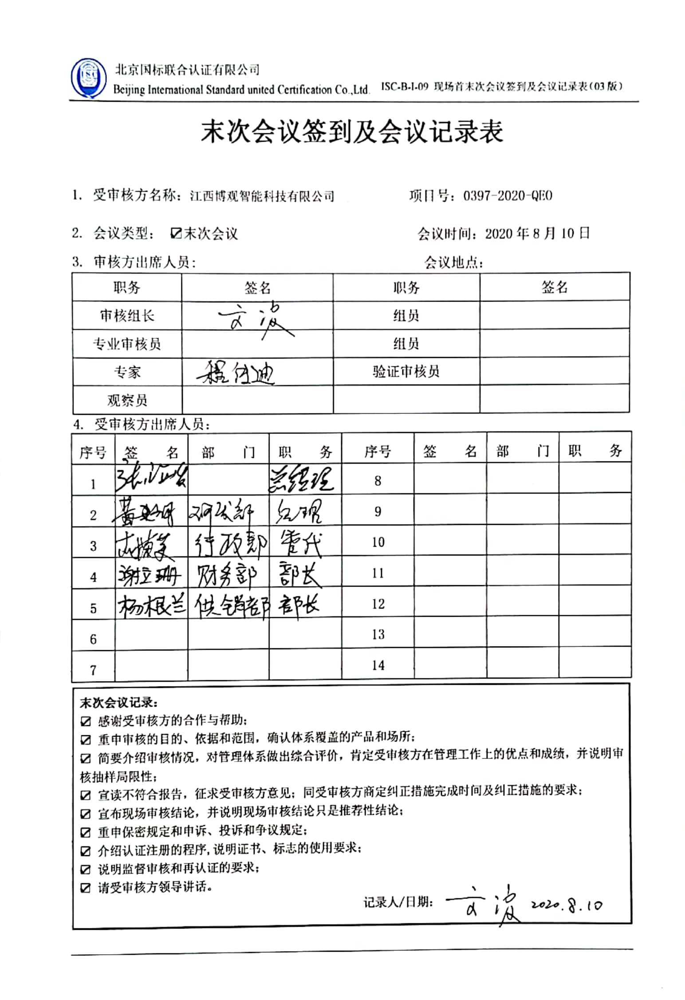 ISC
北京国标联合认证有限公司
Beijing International Standard united Certification Co.,Ltd. ISC-B-I-09 现场首末次会议签到及会议记录表(03版)
末次会议签到及会议记录表
1. 受审核方名称：江西博观智能科技有限公司 项目号：0397-2020-QEO
2. 会议类型： ☑末次会议 会议时间：2020年8月10日
3. 审核方出席人员： 会议地点：
职务 签名 职务 签名
审核组长 文波 组员
专业审核员 组员
专家 程 迪 验证审核员
观察员
4. 受审核方出席人员：
序号 签 名 部 门 职 务 序号 签 名 部 门 职 务
1 张 总经理 8
2 黄 研发部 经理 9
3 行政部 管代 10
4 谢拉珊 财务部 部长 11
5 杨根兰 供销部 部长 12
6 13
7 14
末次会议记录：
☑ 感谢受审核方的合作与帮助；
☑ 重申审核的目的、依据和范围，确认体系覆盖的产品和场所；
☑ 简要介绍审核情况，对管理体系做出综合评价，肯定受审核方在管理工作上的优点和成绩，并说明审
核抽样局限性；
☑ 宣读不符合报告，征求受审核方意见；同受审核方商定纠正措施完成时间及纠正措施的要求；
☑ 宣布现场审核结论，并说明现场审核结论只是推荐性结论；
☑ 重申保密规定和申诉、投诉和争议规定；
☑ 介绍认证注册的程序,说明证书、标志的使用要求；
☑ 说明监督审核和再认证的要求；
☑ 请受审核方领导讲话。
记录人/日期： 文波 2020.8.10